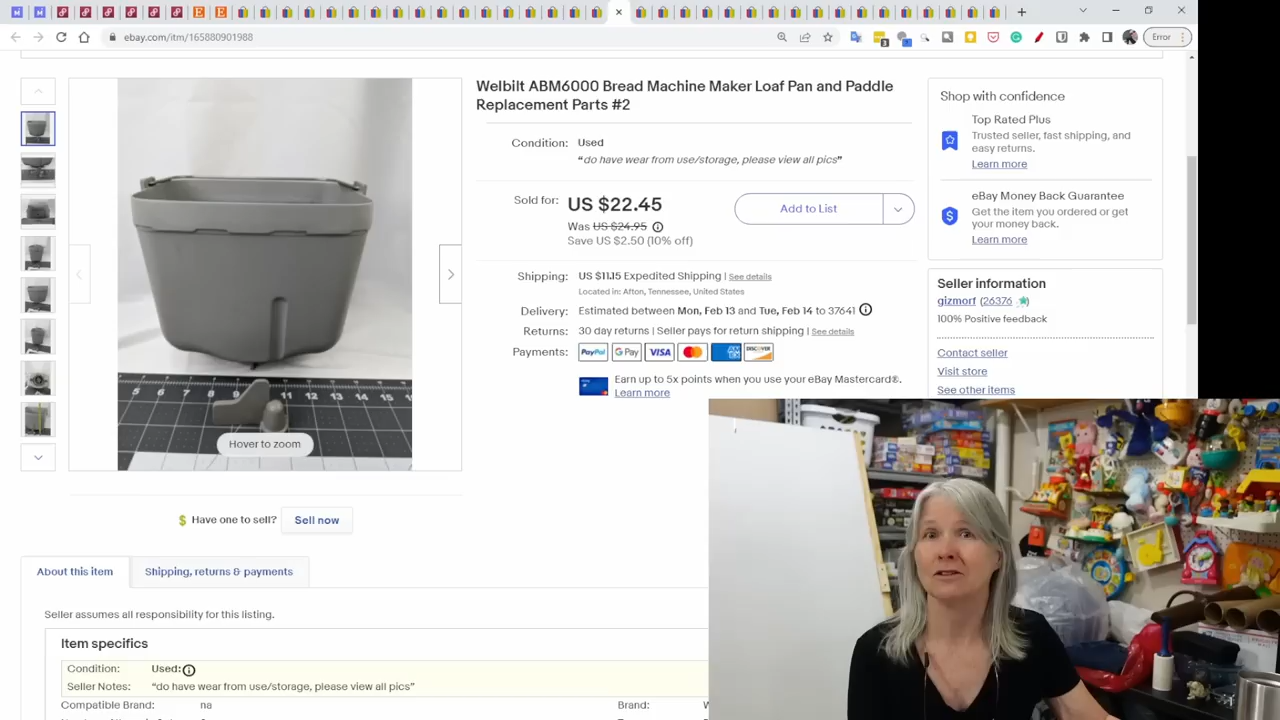 ebay.com/itm/165880901988
Error
Welbilt ABM6000 Bread Machine Maker Loaf Pan and Paddle
Replacement Parts #2
Condition: Used
“do have wear from use/storage, please view all pics”
Sold for: US $22.45
Add to List
Was US $24.95
Save US $2.50 (10% off)
Shipping: US $11.15 Expedited Shipping | See details
Located in: Afton, Tennessee, United States
Delivery: Estimated between Mon, Feb 13 and Tue, Feb 14 to 37641
Returns: 30 day returns | Seller pays for return shipping | See details
Payments: PayPal G Pay VISA DISCOVER
Earn up to 5x points when you use your eBay Mastercard®.
Learn more
Shop with confidence
Top Rated Plus
Trusted seller, fast shipping, and
easy returns.
Learn more
eBay Money Back Guarantee
Get the item you ordered or get
your money back.
Learn more
Seller information
gizmorf (26376)
100% Positive feedback
Contact seller
Visit store
See other items
Hover to zoom
Have one to sell? Sell now
About this item
Shipping, returns & payments
Seller assumes all responsibility for this listing.
Item specifics
Condition: Used:
Seller Notes: “do have wear from use/storage, please view all pics”
Compatible Brand: na
Brand: